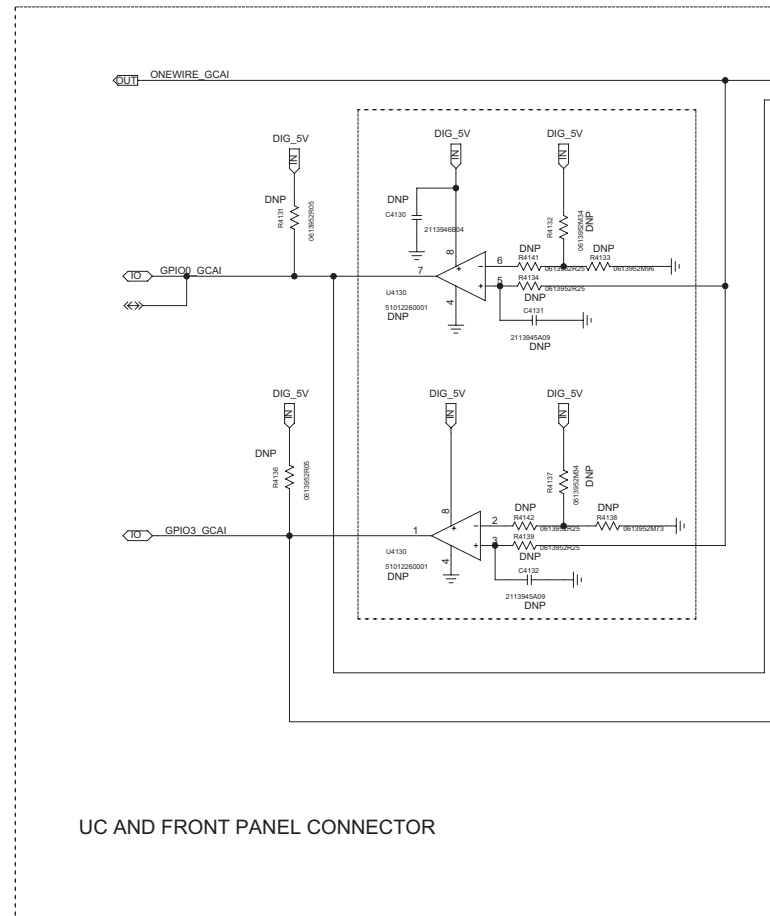 OUT ONEWIRE_GCAI
DIG_5V
IN
DNP
R4131
0613952R05
DIG_5V
IN
DNP
C4130
2113946B04
DIG_5V
IN
R4132
0613952M34
DNP
8
7
6
5
4
DNP
R4141
0613952R25
DNP
R4133
0613952M96
R4134
0613952R25
DNP
IO GPIO0_GCAI
U4130
51012260001
DNP
C4131
2113945A09
DNP
DIG_5V
IN
DNP
R4136
0613952R05
DIG_5V
IN
DIG_5V
IN
R4137
0613952M34
DNP
8
1
2
3
4
DNP
R4142
0613952R25
DNP
R4138
0613952M73
R4139
0613952R25
DNP
IO GPIO3_GCAI
U4130
51012260001
DNP
C4132
2113945A09
DNP
UC AND FRONT PANEL CONNECTOR